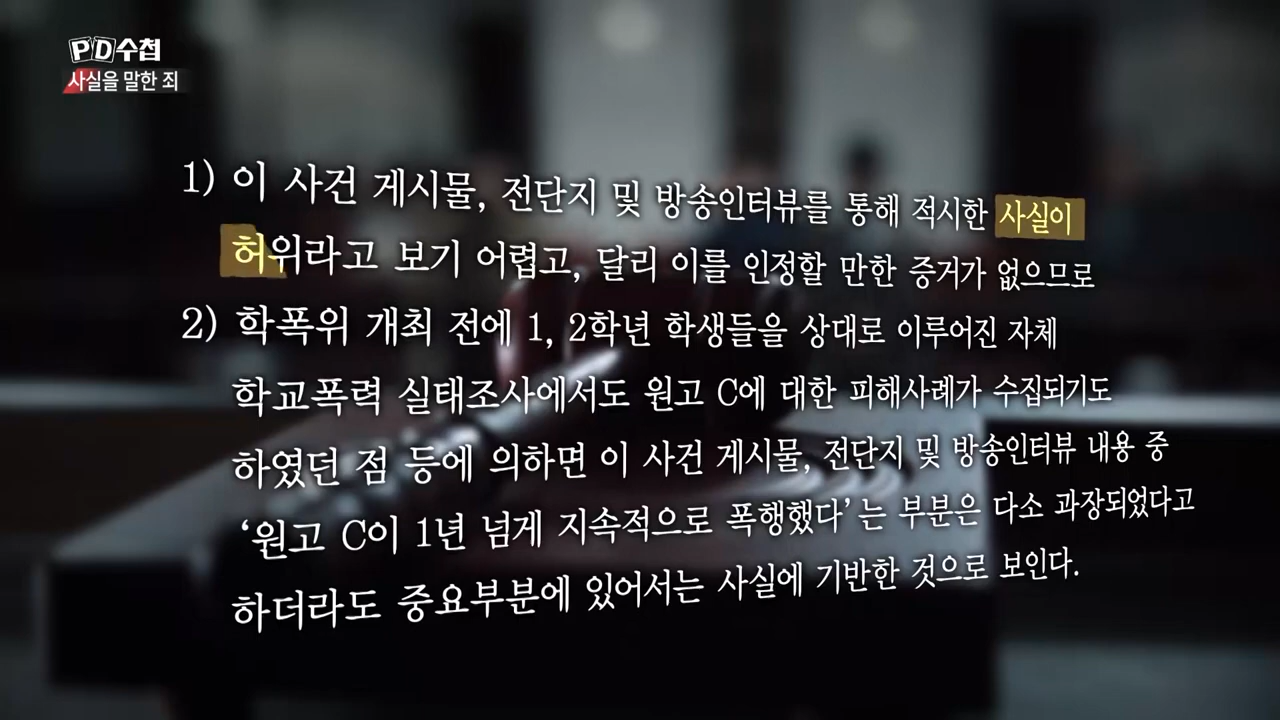 PD수첩
사실을 말한 죄
1) 이 사건 게시물, 전단지 및 방송인터뷰를 통해 적시한 사실이
허위라고 보기 어렵고, 달리 이를 인정할 만한 증거가 없으므로
2) 학폭위 개최 전에 1, 2학년 학생들을 상대로 이루어진 자체
학교폭력 실태조사에서도 원고 C에 대한 피해사례가 수집되기도
하였던 점 등에 의하면 이 사건 게시물, 전단지 및 방송인터뷰 내용 중
‘원고 C이 1년 넘게 지속적으로 폭행했다’는 부분은 다소 과장되었다고
하더라도 중요부분에 있어서는 사실에 기반한 것으로 보인다.